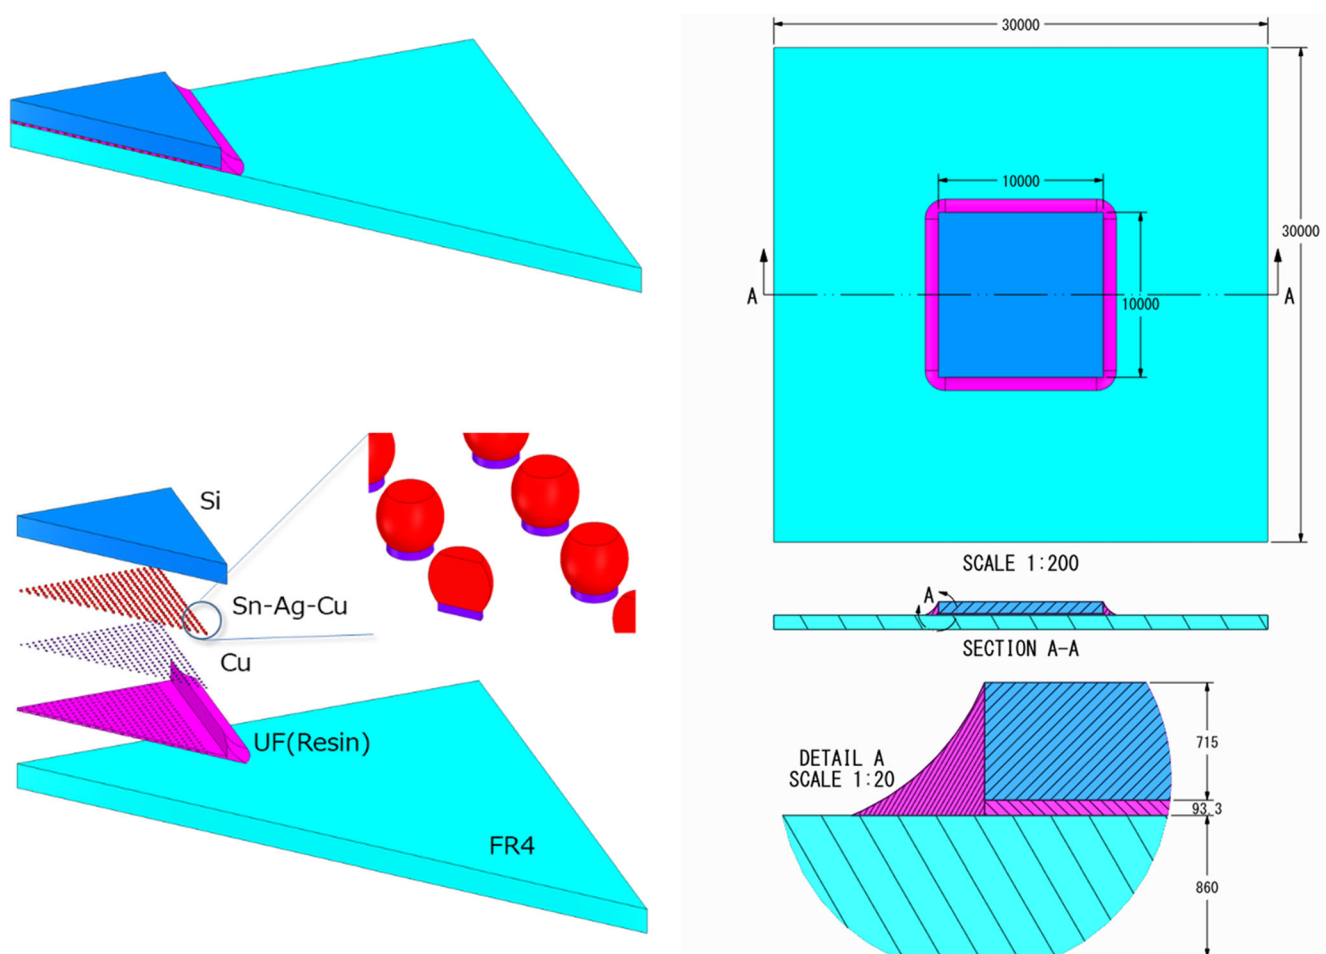 Si
Sn-Ag-Cu
Cu
UF(Resin)
FR4
30000
10000
30000
10000
A
A
SCALE 1:200
A
SECTION A-A
DETAIL A
SCALE 1:20
715
93.3
860